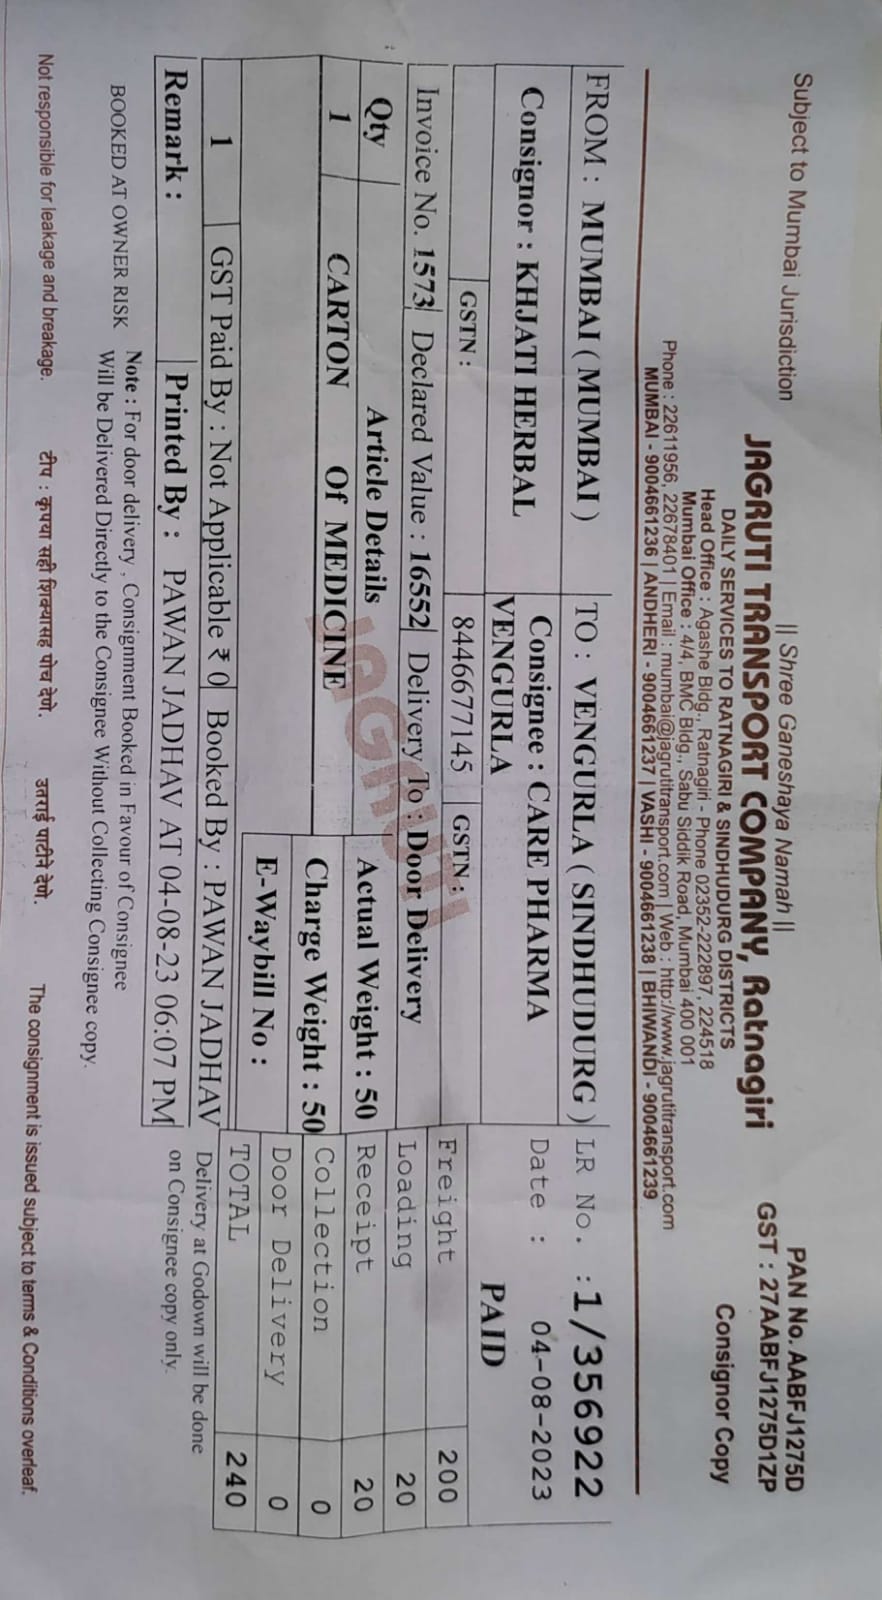 || Shree Ganeshaya Namah ||
Subject to Mumbai Jurisdiction
PAN No. AABFJ1275D
JAGRUTI TRANSPORT COMPANY, Ratnagiri
GST : 27AABFJ1275D1ZP
DAILY SERVICES TO RATNAGIRI & SINDHUDURG DISTRICTS
Head Office : Agashe Bldg., Ratnagiri - Phone 02352-222897, 224518
Consignor Copy
Mumbai Office : 4/4, BMC Bldg., Sabu Siddik Road, Mumbai 400 001
Phone : 22611956, 22678401 | Email : mumbai@jagrutitransport.com | Web : http://www.jagrutitransport.com
MUMBAI - 9004661236 | ANDHERI - 9004661237 | VASHI - 9004661238 | BHIWANDI - 9004661239
FROM : MUMBAI ( MUMBAI ) TO : VENGURLA ( SINDHUDURG ) LR No. : 1/356922
Consignor : KHJATI HERBAL Consignee : CARE PHARMA VENGURLA Date : 04-08-2023
PAID
GSTN : 8446677145 GSTN :
Freight 200
Invoice No. 1573 Declared Value : 16552 Delivery To : Door Delivery
Loading 20
Qty Article Details Actual Weight : 50 Receipt 20
1 CARTON Of MEDICINE Charge Weight : 50 Collection 0
E-Waybill No : Door Delivery 0
1 GST Paid By : Not Applicable ₹ 0 Booked By : PAWAN JADHAV TOTAL 240
Remark : Printed By : PAWAN JADHAV AT 04-08-23 06:07 PM
Delivery at Godown will be done
on Consignee copy only.
BOOKED AT OWNER RISK
Note : For door delivery , Consignment Booked in Favour of Consignee
Will be Delivered Directly to the Consignee Without Collecting Consignee copy.
Not responsible for leakage and breakage. टीप : कृपया सही शिक्यासह पोच देणे. उतराई पार्टीने देणे. The consignment is issued subject to terms & Conditions overleaf.
JAGRUTI